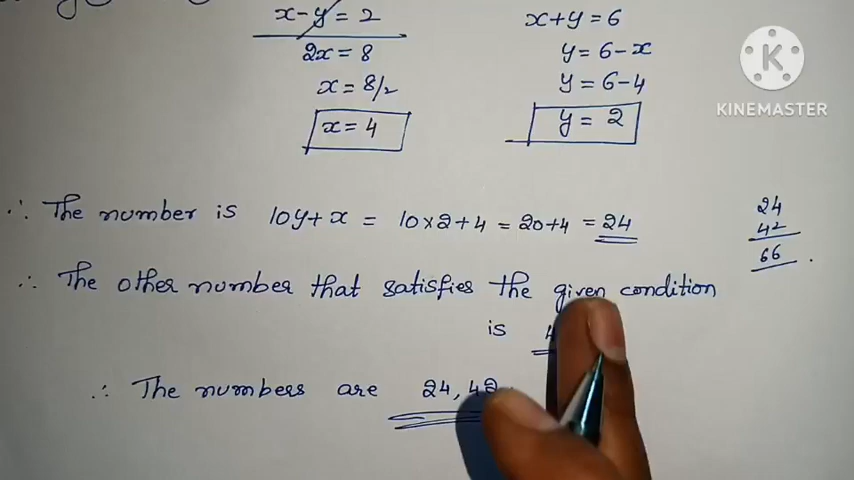 x-y = 2
2x = 8
x = 8/2
x = 4
x+y = 6
y = 6-x
y = 6-4
y = 2
KINEMASTER
∴ The number is 10y+x = 10×2+4 = 20+4 = 24
24
42
66
∴ The other number that satisfies the given condition
is 4
∴ The numbers are 24, 42